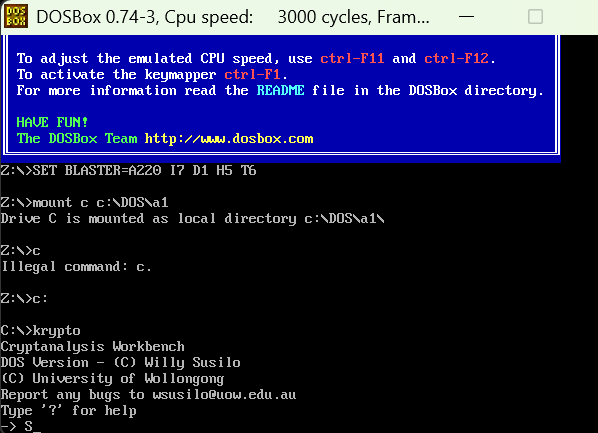 DOS
BOX
DOSBox 0.74-3, Cpu speed: 3000 cycles, Fram...
To adjust the emulated CPU speed, use ctrl-F11 and ctrl-F12.
To activate the keymapper ctrl-F1.
For more information read the README file in the DOSBox directory.
HAVE FUN!
The DOSBox Team http://www.dosbox.com
Z:\>SET BLASTER=A220 I7 D1 H5 T6
Z:\>mount c c:\DOS\a1
Drive C is mounted as local directory c:\DOS\a1\
Z:\>c
Illegal command: c.
Z:\>c:
C:\>krypto
Cryptanalysis Workbench
DOS Version - (C) Willy Susilo
(C) University of Wollongong
Report any bugs to wsusilo@uow.edu.au
Type '?' for help
-> S_